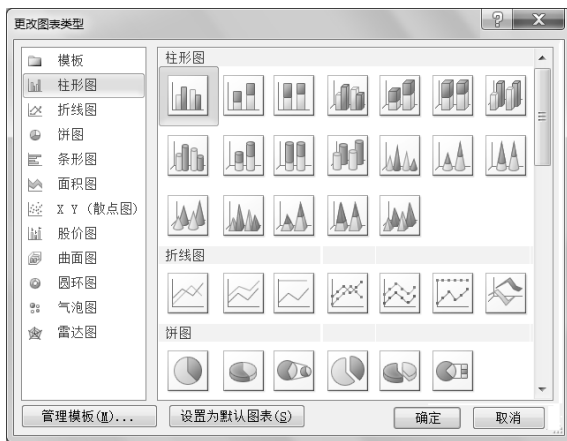 更改图表类型
模板
柱形图
折线图
饼图
条形图
面积图
X Y (散点图)
股价图
曲面图
圆环图
气泡图
雷达图
柱形图
折线图
饼图
管理模板(M)...
设置为默认图表(S)
确定
取消